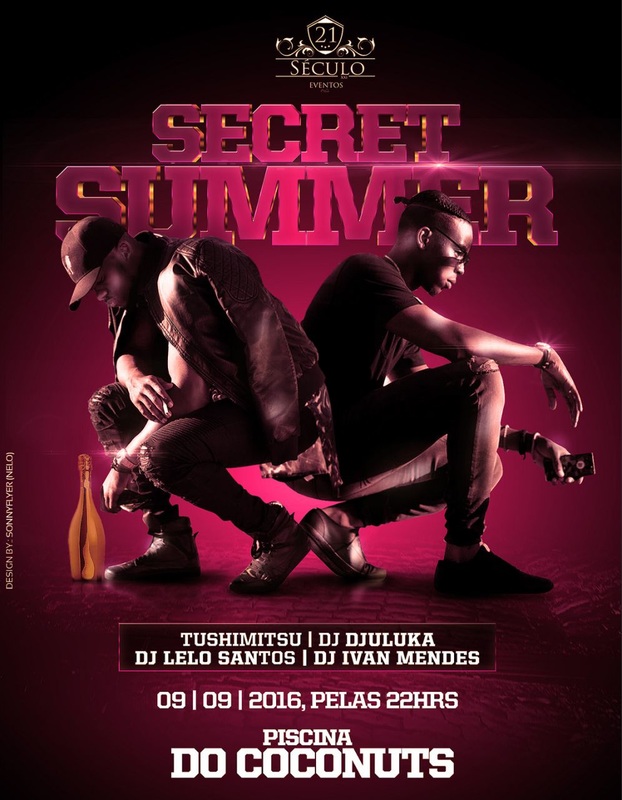 21
SÉCULO
EVENTOS
SECRET
SUMMER
DESIGN BY: SONNYFLYER (NELO)
TUSHIMITSU | DJ DJULUKA
DJ LELO SANTOS | DJ IVAN MENDES
09 | 09 | 2016, PELAS 22HRS
PISCINA
DO COCONUTS